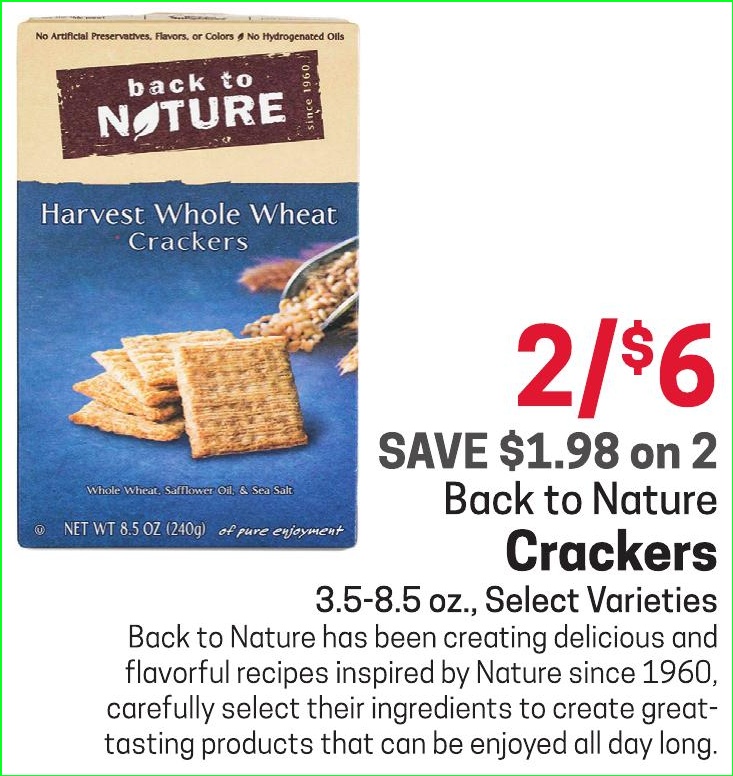 No Artificial Preservatives, Flavors, or Colors No Hydrogenated Oils
back to
NATURE
since 1960
Harvest Whole Wheat
Crackers
Whole Wheat, Safflower Oil, & Sea Salt
U NET WT 8.5 OZ (240g) of pure enjoyment
2/$6
SAVE $1.98 on 2
Back to Nature
Crackers
3.5-8.5 oz., Select Varieties
Back to Nature has been creating delicious and
flavorful recipes inspired by Nature since 1960,
carefully select their ingredients to create great-
tasting products that can be enjoyed all day long.